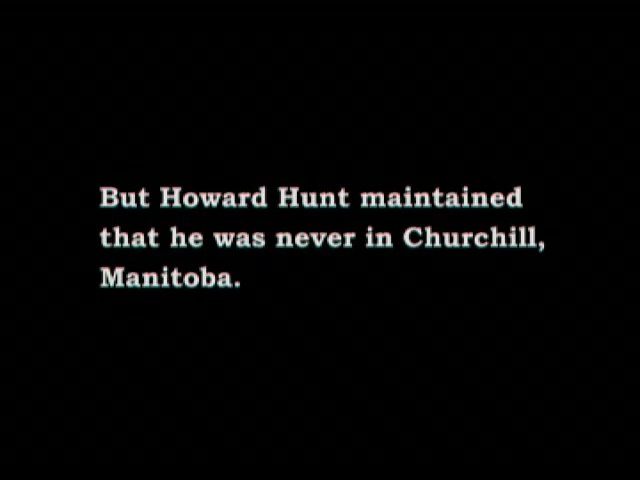 But Howard Hunt maintained
that he was never in Churchill,
Manitoba.